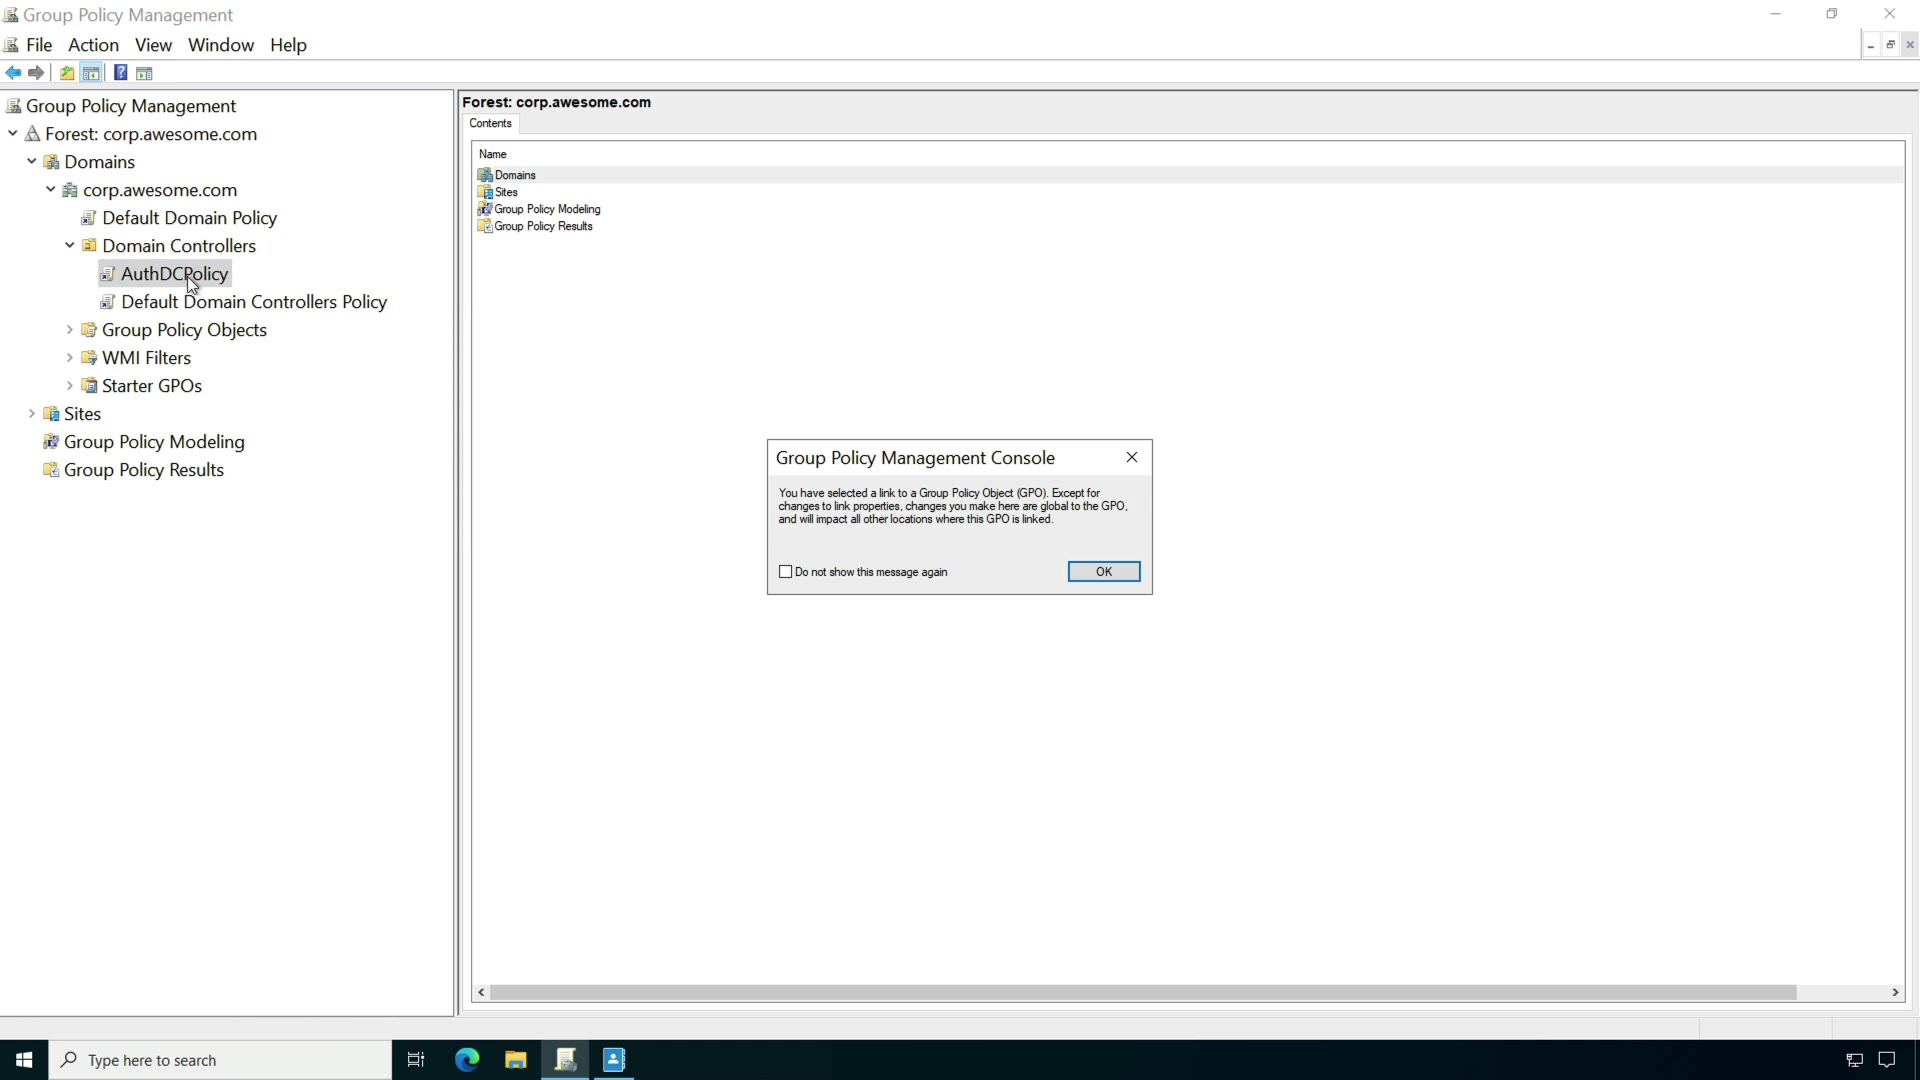 Group Policy Management
File Action View Window Help
Group Policy Management
Forest: corp.awesome.com
Domains
corp.awesome.com
Default Domain Policy
Domain Controllers
AuthDCPolicy
Default Domain Controllers Policy
Group Policy Objects
WMI Filters
Starter GPOs
Sites
Group Policy Modeling
Group Policy Results
Forest: corp.awesome.com
Contents
Name
Domains
Sites
Group Policy Modeling
Group Policy Results
Group Policy Management Console
You have selected a link to a Group Policy Object (GPO). Except for
changes to link properties, changes you make here are global to the GPO,
and will impact all other locations where this GPO is linked.
Do not show this message again
OK
Type here to search